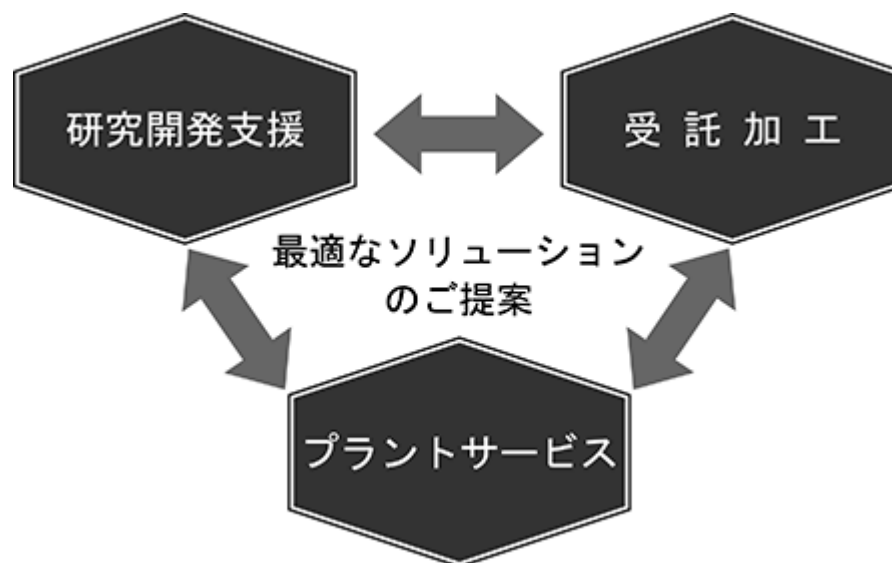 研究開発支援
受託加工
最適なソリューション
のご提案
プラントサービス